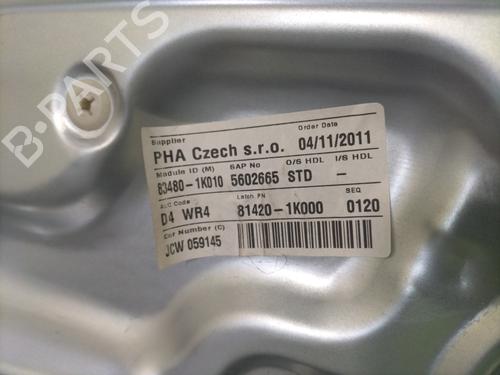 B-PARTS
Supplier Order Date
PHA Czech s.r.o. 04/11/2011
Module ID (M) SAP No O/S HDL I/S HDL
83480-1K010 5602665 STD -
ALC Code Latch PN SEQ
D4 WR4 81420-1K000 0120
Car Number (C)
JCW 059145